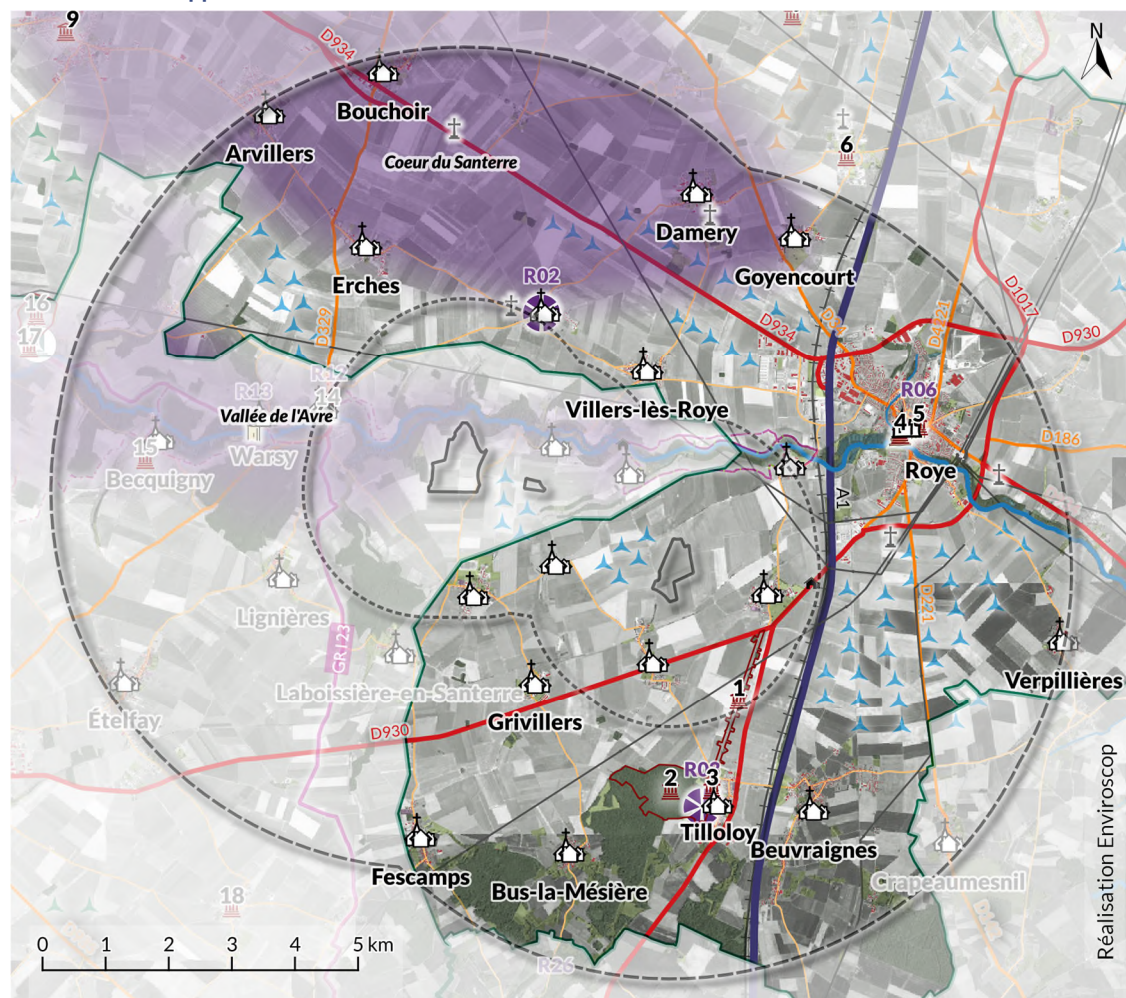 9
D934
N
Bouchoir
Arvillers
Coeur du Santerre
6
Damery
Goyencourt
Erches
R02
D329
D34
D4121
D1017
D930
D934
16
17
R12
R13
14
Vallée de l'Avre
Villers-lès-Roye
R06
4
5
D186
15
Becquigny
Warsy
Roye
A1
Lignières
D221
GR123
Laboissière-en-Santerre
Verpillières
Ételfay
D930
Grivillers
1
2
3
Tilloloy
Beuvraignes
Fescamps
Bus-la-Mésière
Crapeaumesnil
18
R26
0 1 2 3 4 5 km
Réalisation Enviroscop